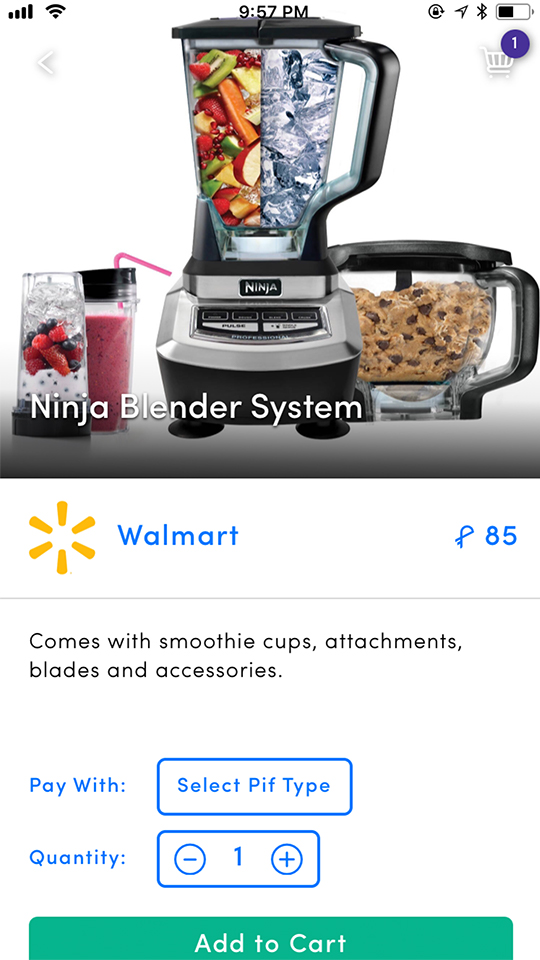 9:57 PM
1
NINJA
PULSE
PROFESSIONAL
Ninja Blender System
Walmart
85
Comes with smoothie cups, attachments,
blades and accessories.
Pay With:
Select Pif Type
Quantity:
1
Add to Cart